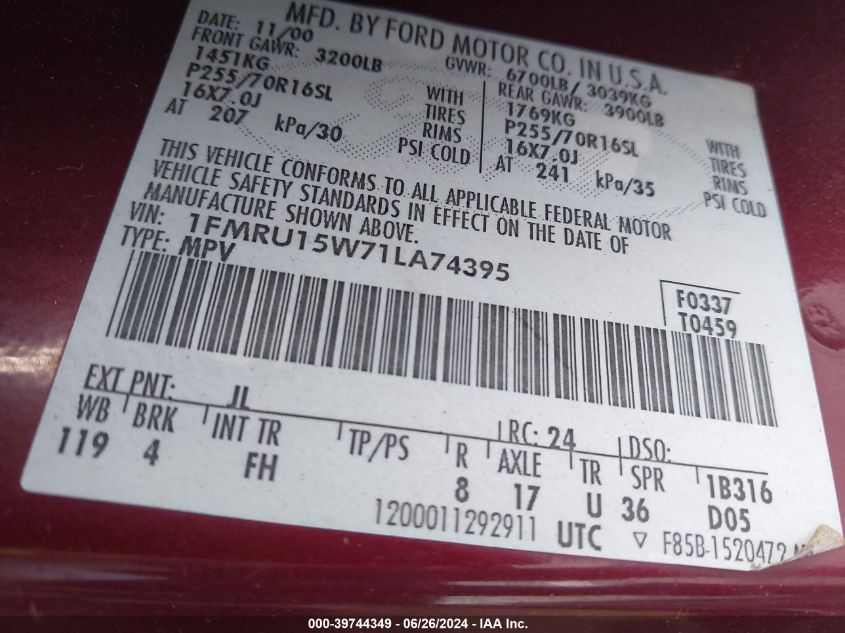 MFD. BY FORD MOTOR CO. IN U.S.A.
DATE: 11/00 GVWR: 6700LB/ 3039KG
FRONT GAWR: 3200LB REAR GAWR: 3900LB
1451KG WITH 1769KG WITH
P255/70R16SL TIRES P255/70R16SL TIRES
16X7.0J RIMS 16X7.0J RIMS
AT 207 kPa/30 PSI COLD AT 241 kPa/35 PSI COLD
THIS VEHICLE CONFORMS TO ALL APPLICABLE FEDERAL MOTOR
VEHICLE SAFETY STANDARDS IN EFFECT ON THE DATE OF
MANUFACTURE SHOWN ABOVE.
VIN: 1FMRU15W71LA74395
TYPE: MPV
F0337
T0459
EXT PNT: JL RC: 24 DSO:
WB BRK INT TR TP/PS R AXLE TR SPR 1B316
119 4 FH 8 17 U 36 D05
1200011292911 UTC ▽ F85B-1520472
000-39744349 - 06/26/2024 - IAA Inc.